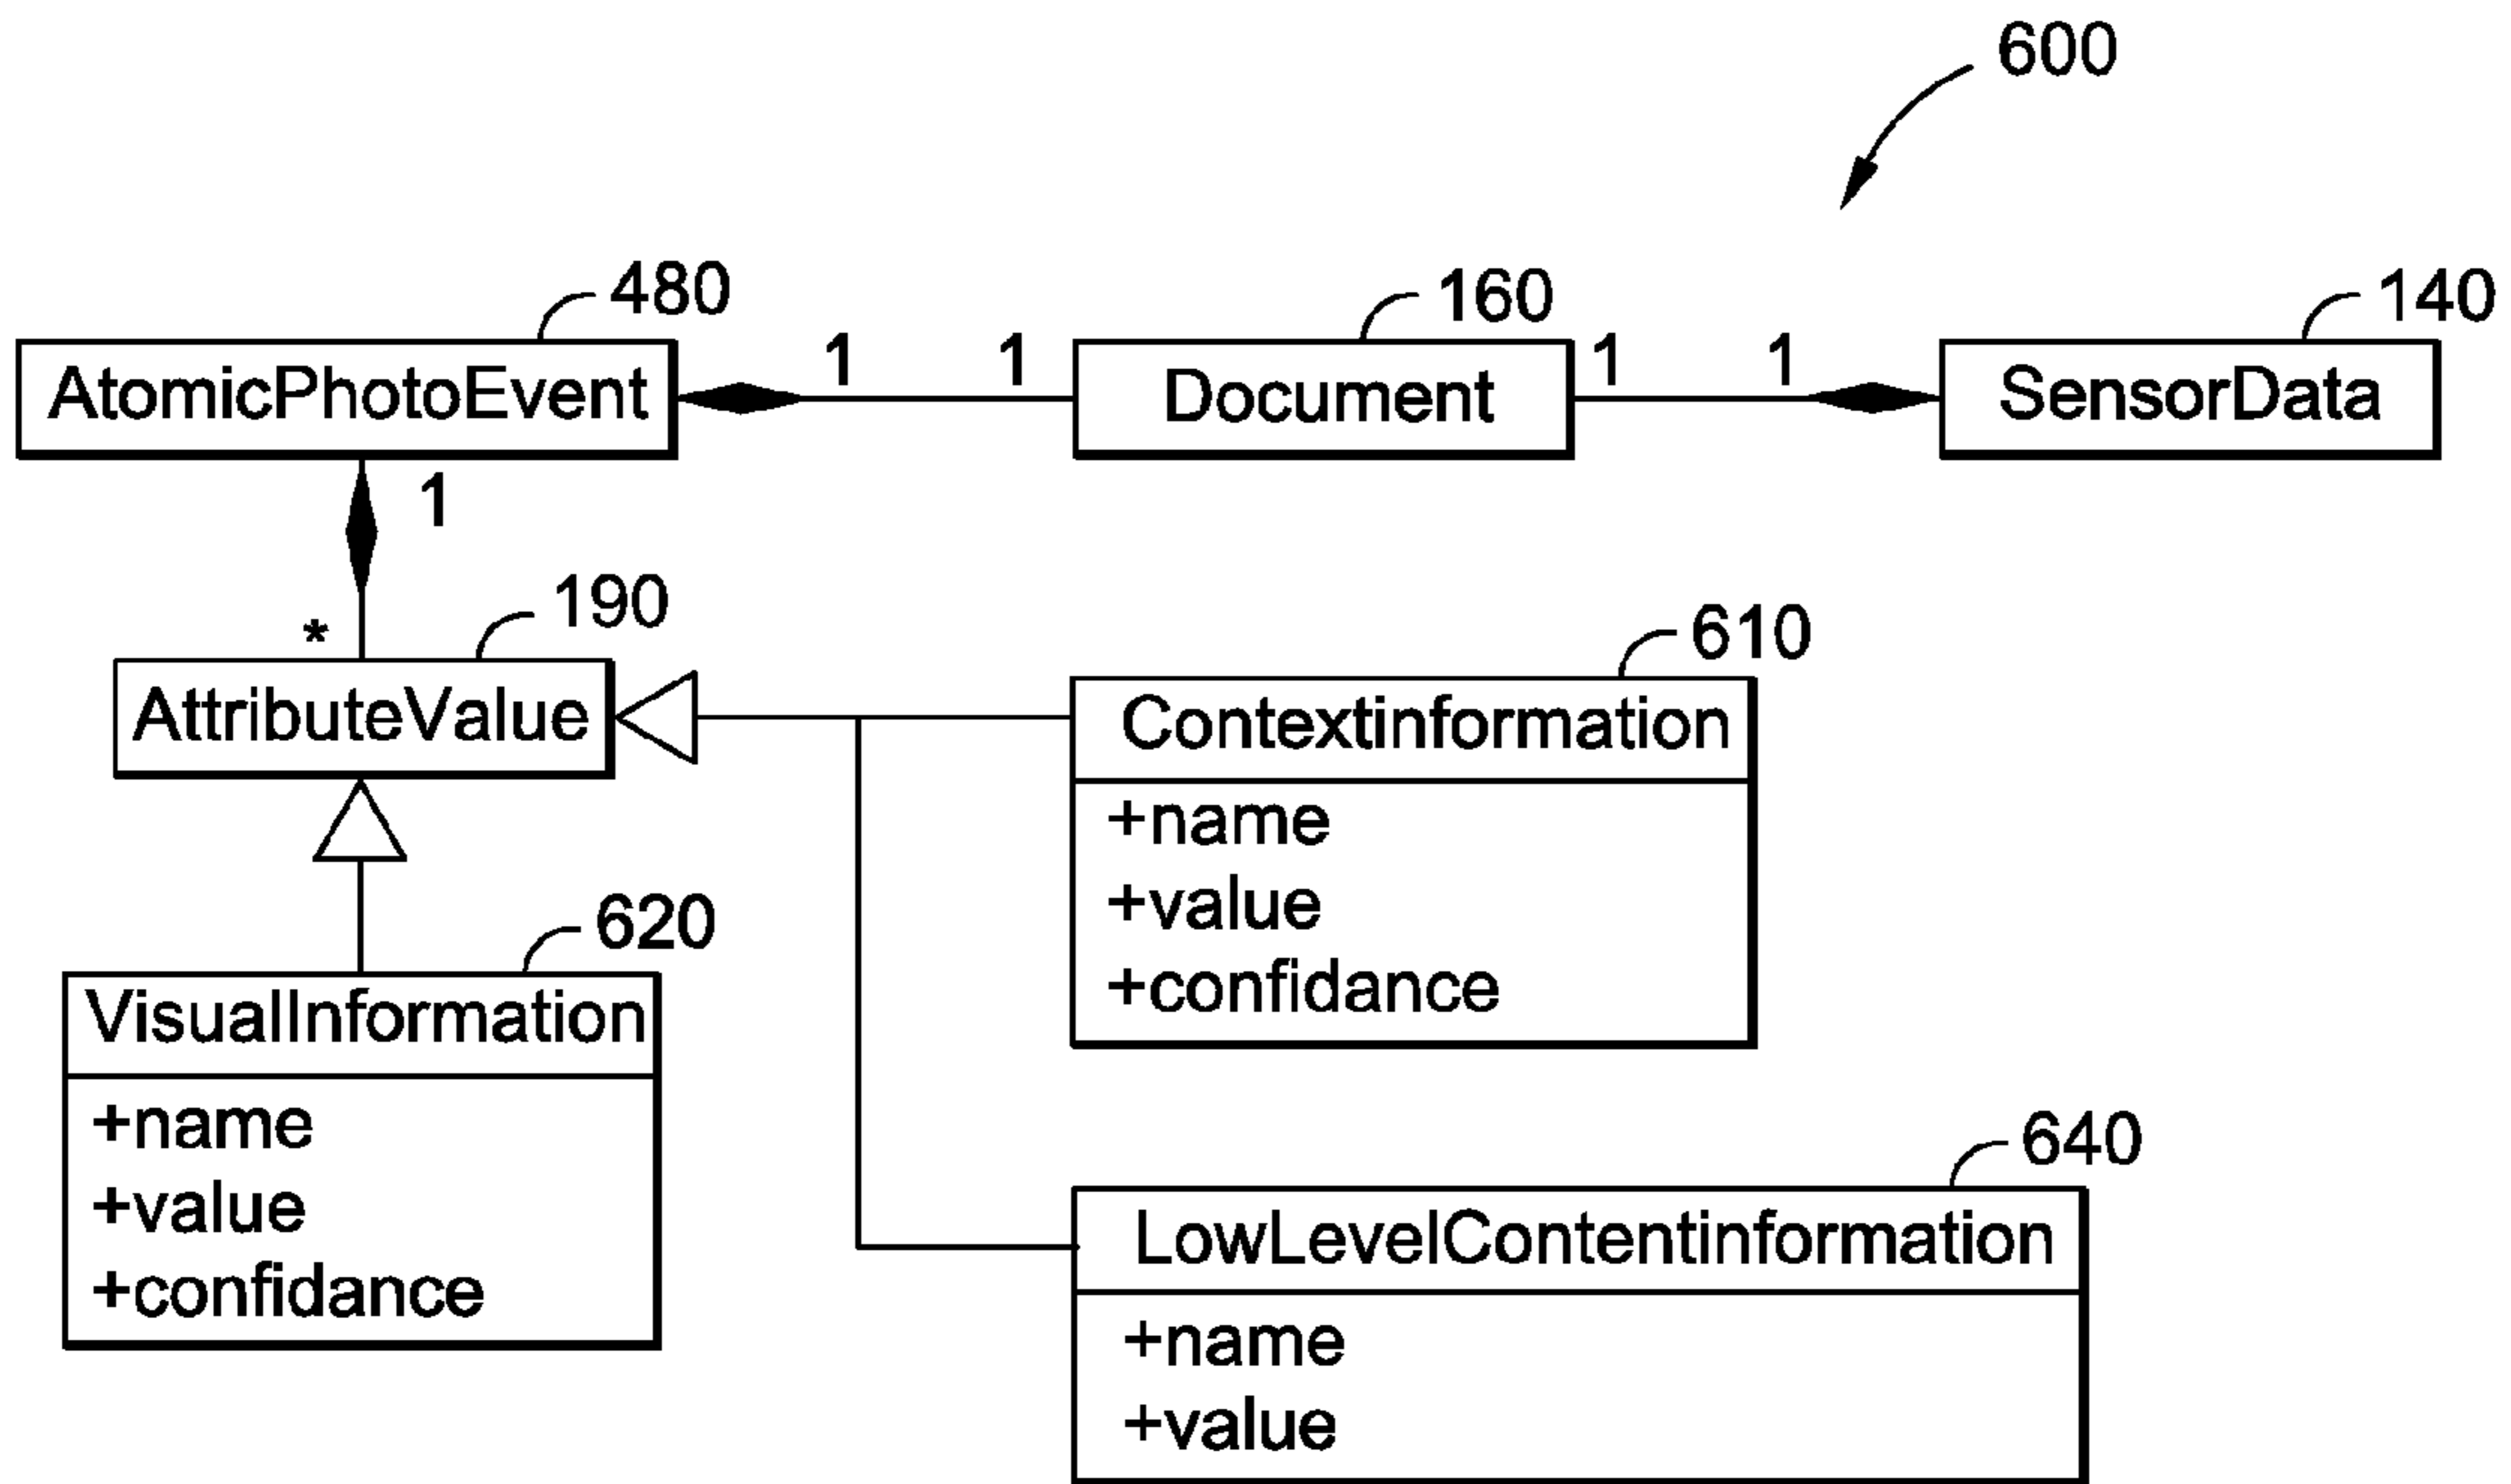 600
480
160
140
AtomicPhotoEvent
1
1
Document
1
1
SensorData
1
*
190
AttributeValue
610
Contextinformation
+name
+value
+confidance
620
VisualInformation
+name
+value
+confidance
640
LowLevelContentinformation
+name
+value